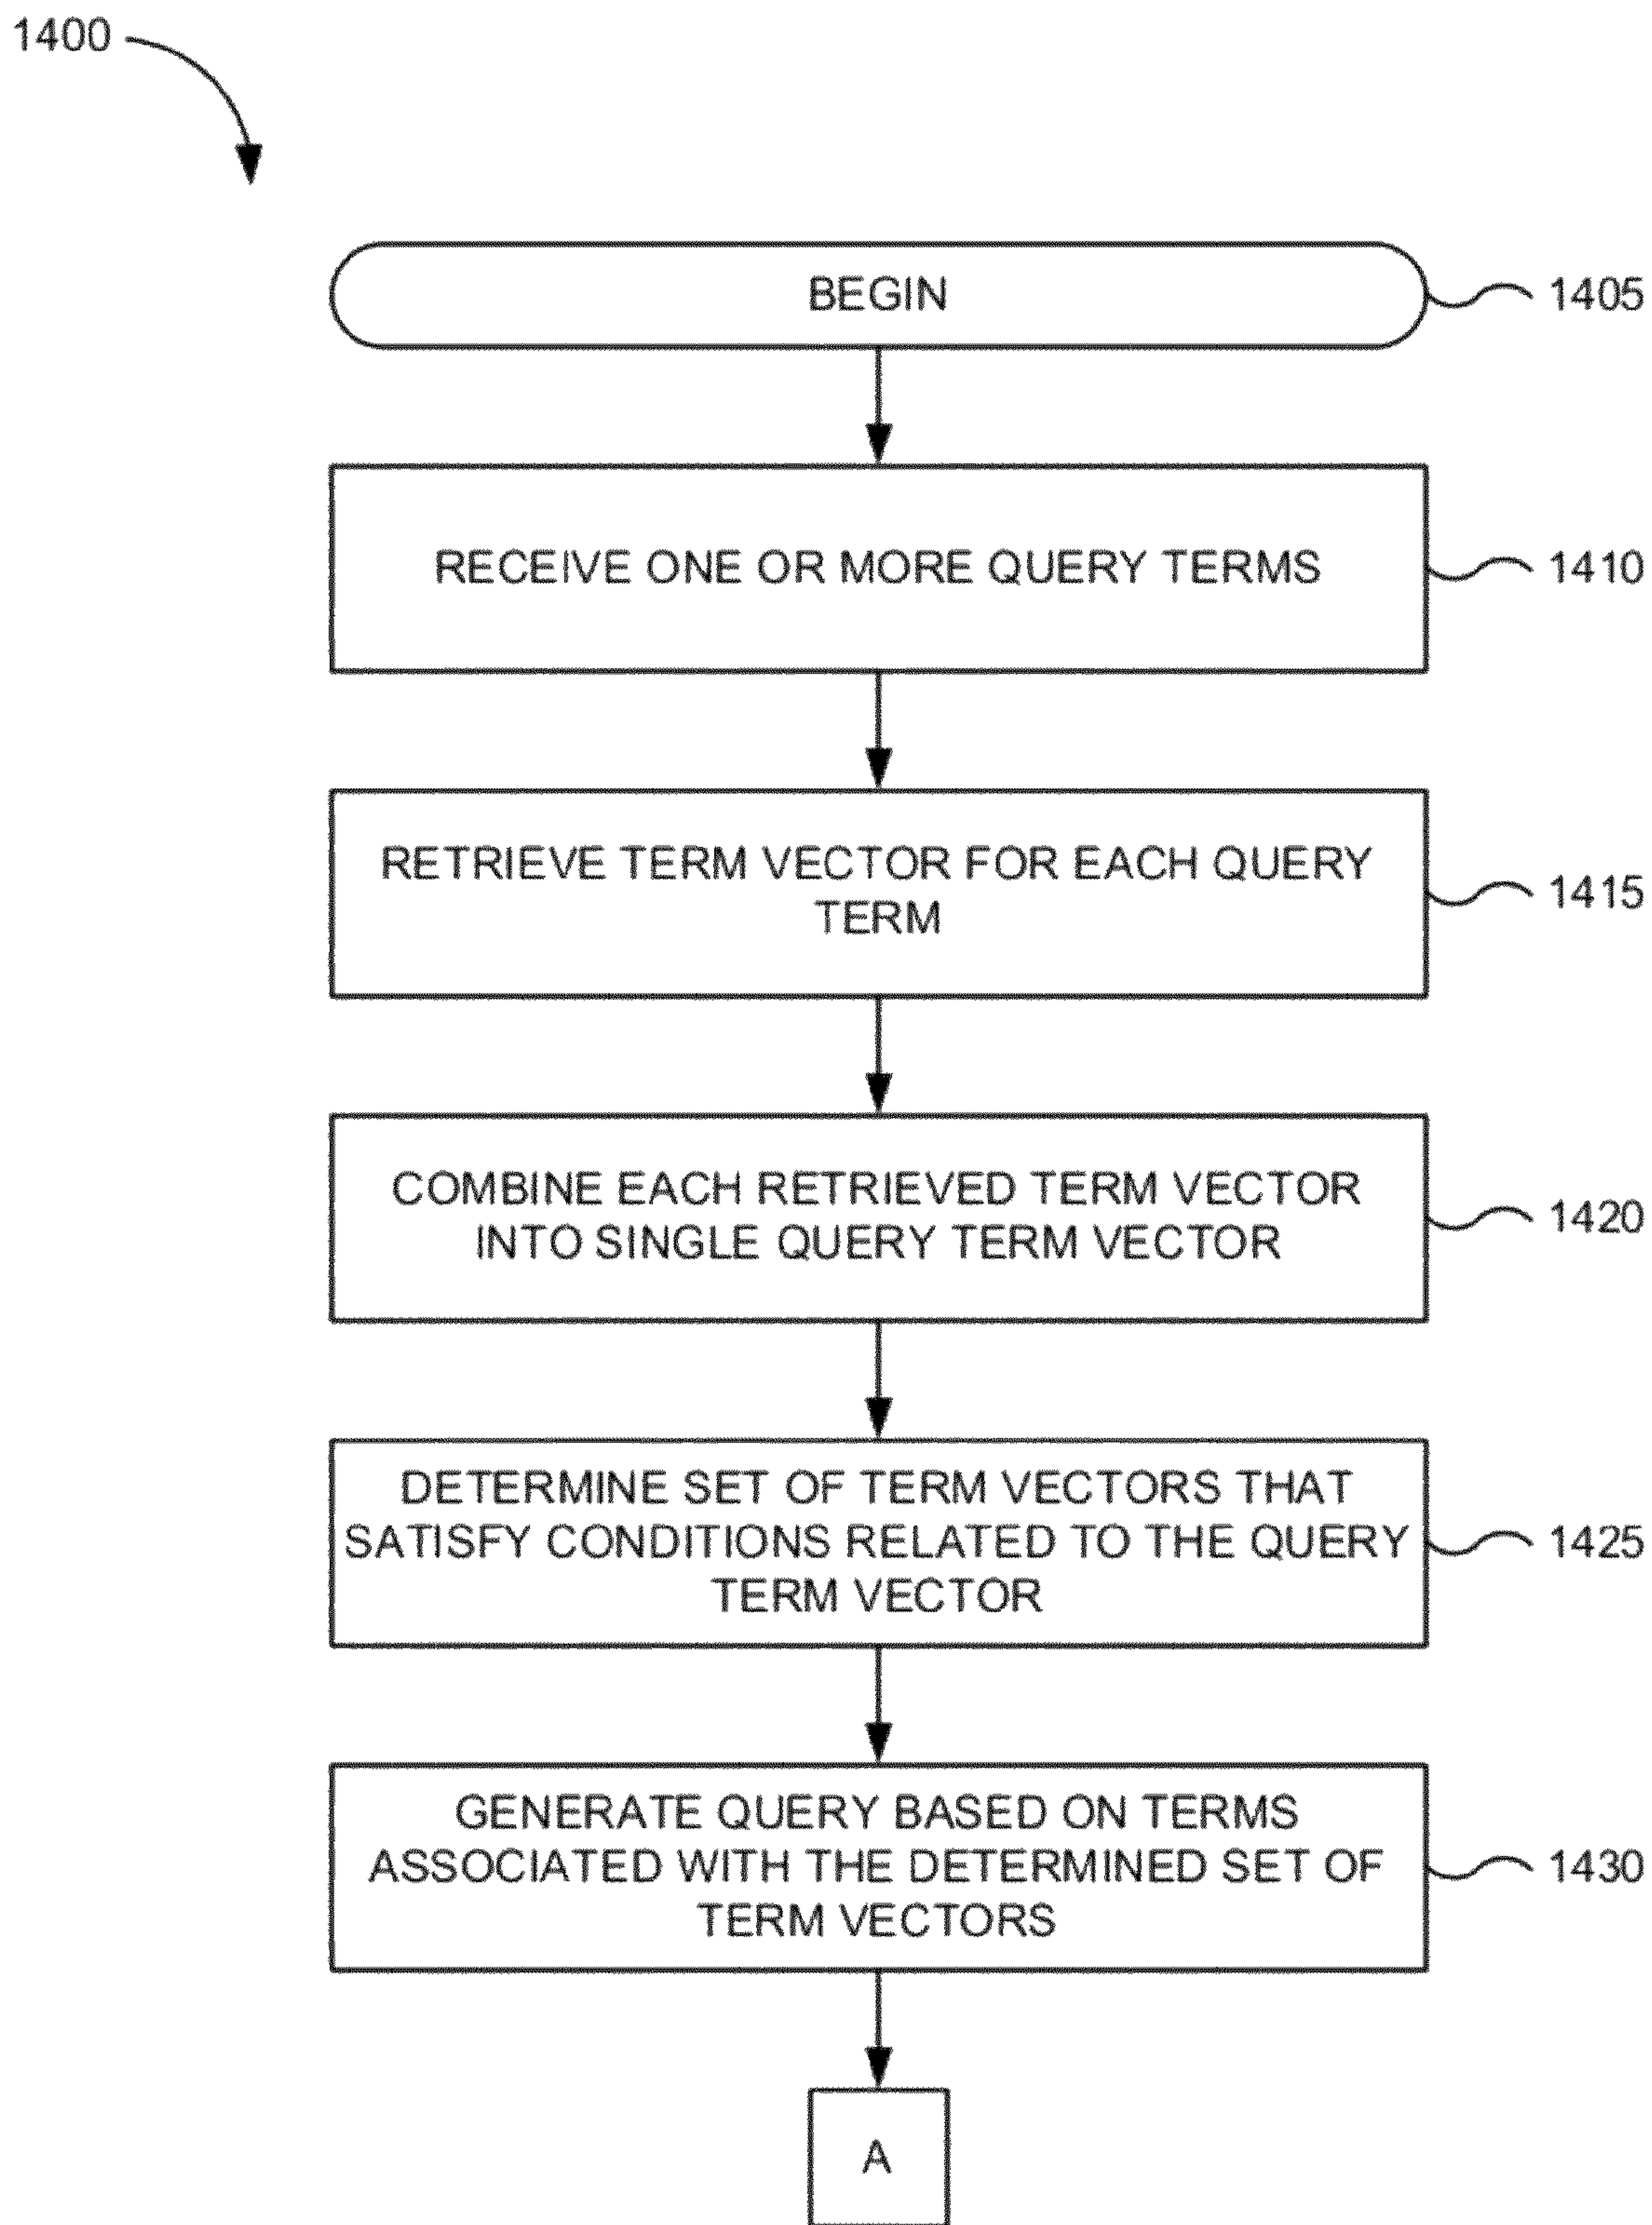 1400
BEGIN
1405
RECEIVE ONE OR MORE QUERY TERMS
1410
RETRIEVE TERM VECTOR FOR EACH QUERY
TERM
1415
COMBINE EACH RETRIEVED TERM VECTOR
INTO SINGLE QUERY TERM VECTOR
1420
DETERMINE SET OF TERM VECTORS THAT
SATISFY CONDITIONS RELATED TO THE QUERY
TERM VECTOR
1425
GENERATE QUERY BASED ON TERMS
ASSOCIATED WITH THE DETERMINED SET OF
TERM VECTORS
1430
A